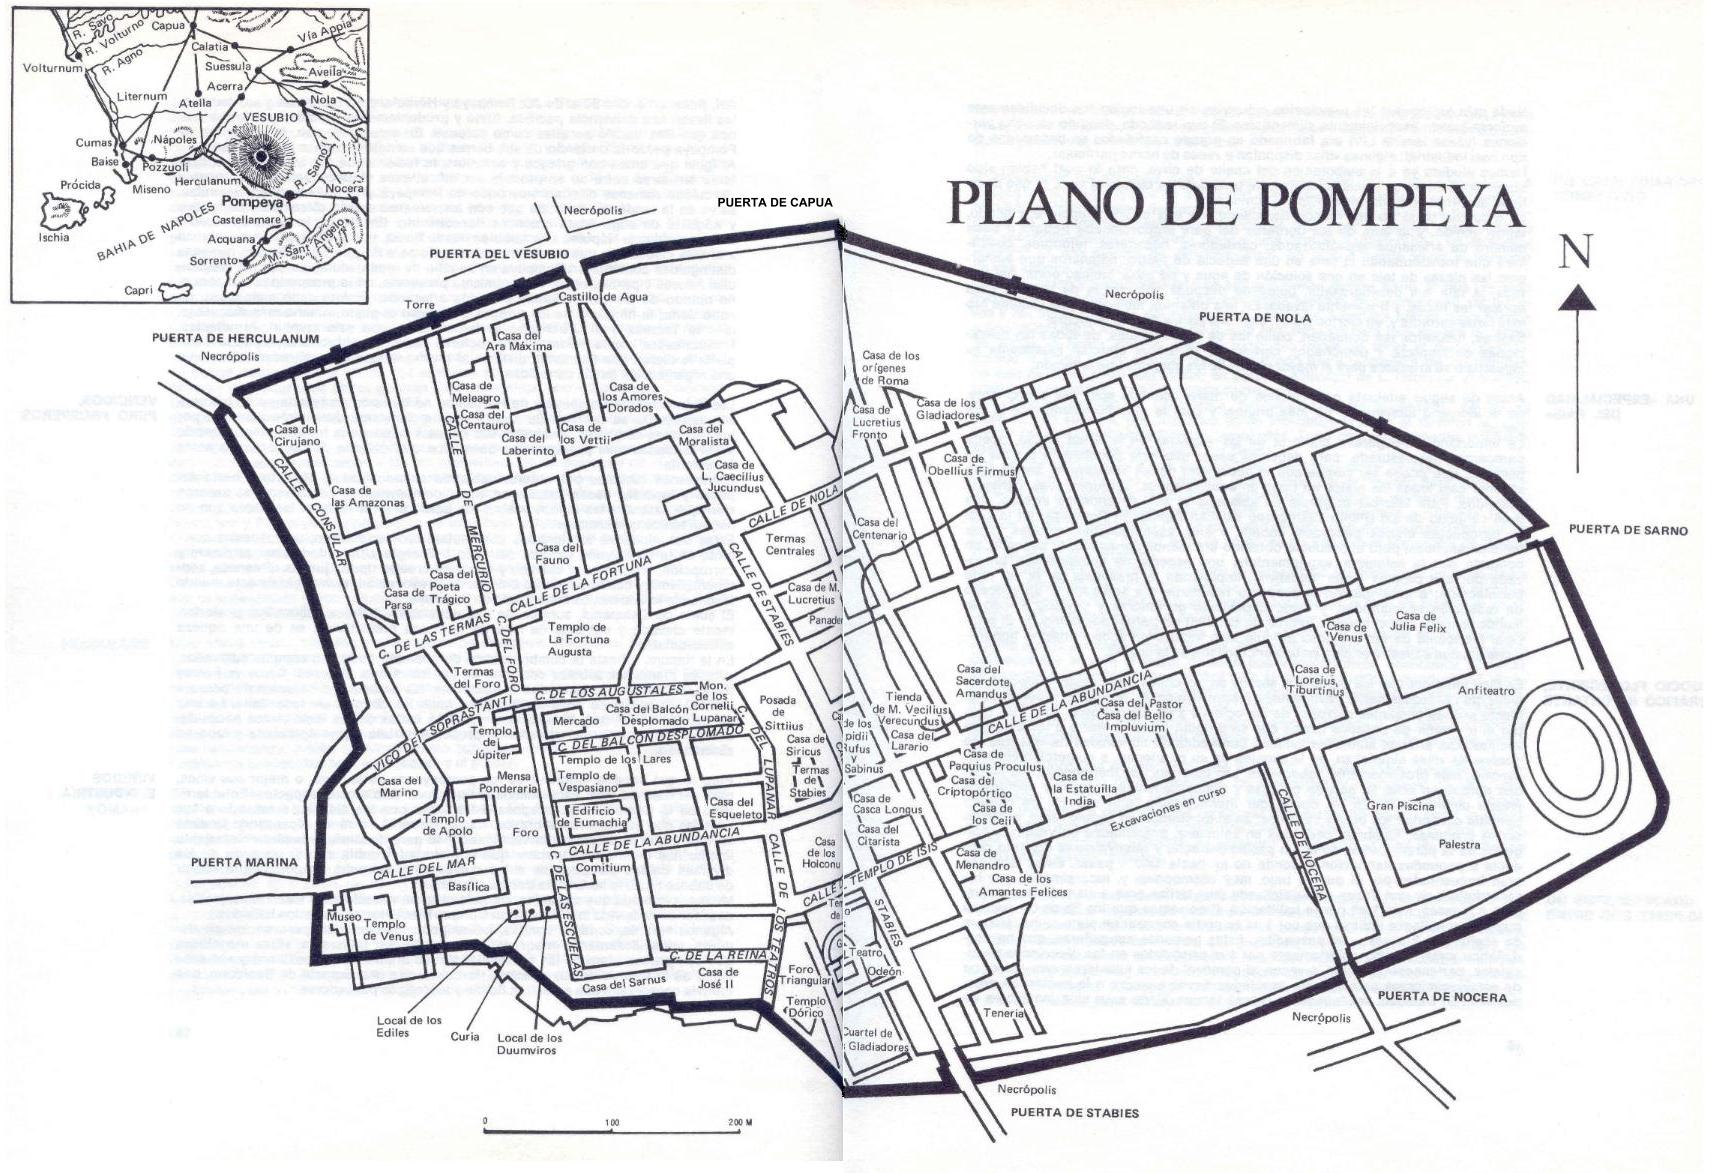 PLANO DE POMPEYA
N
R. Savo
R. Volturno
Capua
Vía Appia
Calatia
R. Agno
Volturnum
Suessula
Avella
Acerra
Liternum
Atella
Nola
VESUBIO
Cumas
Nápoles
Baise
Pozzuoli
R. Sarno
Prócida
Miseno
Herculanum
Nocera
Pompeya
Ischia
BAHIA DE NAPOLES
Castellamare
Acquana
M.-Sant'Angelo
Sorrento
Capri
Necrópolis
PUERTA DE CAPUA
PUERTA DEL VESUBIO
Castillo de Agua
Torre
PUERTA DE HERCULANUM
Necrópolis
Necrópolis
PUERTA DE NOLA
PUERTA DE SARNO
Casa del
Ara Máxima
Casa de
Meleagro
Casa de
los Amores
Dorados
Casa del
Centauro
Casa del
Cirujano
CALLE
DE
MERCURIO
Casa del
Laberinto
Casa de
los Vettii
Casa del
Moralista
Casa de
L. Caecilius
Jucundus
CALLE CONSULAR
Casa de
las Amazonas
CALLE DE NOLA
Casa de los
orígenes
de Roma
Casa de
Lucretius
Fronto
Casa de los
Gladiadores
Casa de
Obellius Firmus
Casa del
Centenario
Termas
Centrales
CALLE DE STABIES
Casa del
Fauno
CALLE DE LA FORTUNA
Casa del
Poeta
Trágico
Casa de
Parsa
Casa de M.
Lucretius
C. DE LAS TERMAS
C. DEL FORO
Templo de
La Fortuna
Augusta
Termas
del Foro
C. DE LOS AUGUSTALES
Mon.
de los
Cornelii
Lupanar
VICO DEI SOPRASTANTI
Mercado
Casa del Balcón
Desplomado
C. DEL LUPANAR
C. DEL BALCON DESPLOMADO
Templo
de
Júpiter
Templo de los Lares
Casa del
Marino
Mensa
Ponderaria
Templo de
Vespasiano
Templo
de Apolo
Edificio
de Eumachia
Casa del
Esqueleto
Foro
Posada
de
Sittiius
Casa de
Siricus
Termas
de
Stabies
CALLE DE LA ABUNDANCIA
PUERTA MARINA
CALLE DEL MAR
Comitium
Basílica
C. DE LAS ESCUELAS
CALLE DE LOS TEATROS
Museo
Templo
de Venus
C. DE LA REINA
Casa del Sarnus
Casa de
José II
Local de los
Ediles
Curia
Local de los
Duumviros
Foro
Triangular
Templo
Dórico
Tienda
de M. Vecilius
Verecundus
Casa del
Larario
Casa del
Sacerdote
Amandus
CALLE DE LA ABUNDANCIA
Casa del Pastor
Casa del Bello
Impluvium
Casa de
Paquius Proculus
Casa del
Criptopórtico
Casa de
los Ceii
Casa de
la Estatuilla
India
Casa de
Casca Longus
Casa del
Citarista
Casa
de los
Excavaciones en curso
TEMPLO DE ISIS
Casa de
Menandro
Casa de los
Amantes Felices
STABIES
Teatro
Odeón
Teneria
Cuartel de
Gladiadores
Casa de
Venus
Casa de
Julia Felix
Casa de
Loreius,
Tiburtinus
Anfiteatro
Gran Piscina
Palestra
CALLE DE NOCERA
PUERTA DE NOCERA
Necrópolis
Necrópolis
PUERTA DE STABIES
0 100 200 M